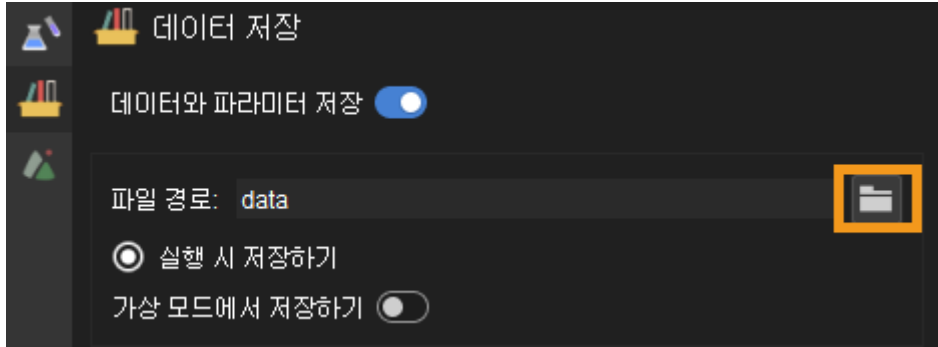 데이터 저장
데이터와 파라미터 저장
파일 경로: data
실행 시 저장하기
가상 모드에서 저장하기